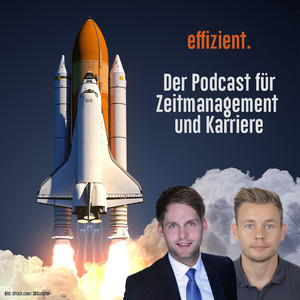 effizient.
Der Podcast für
Zeitmanagement
und Karriere
Bild: iStock.com/ 3DSculptor